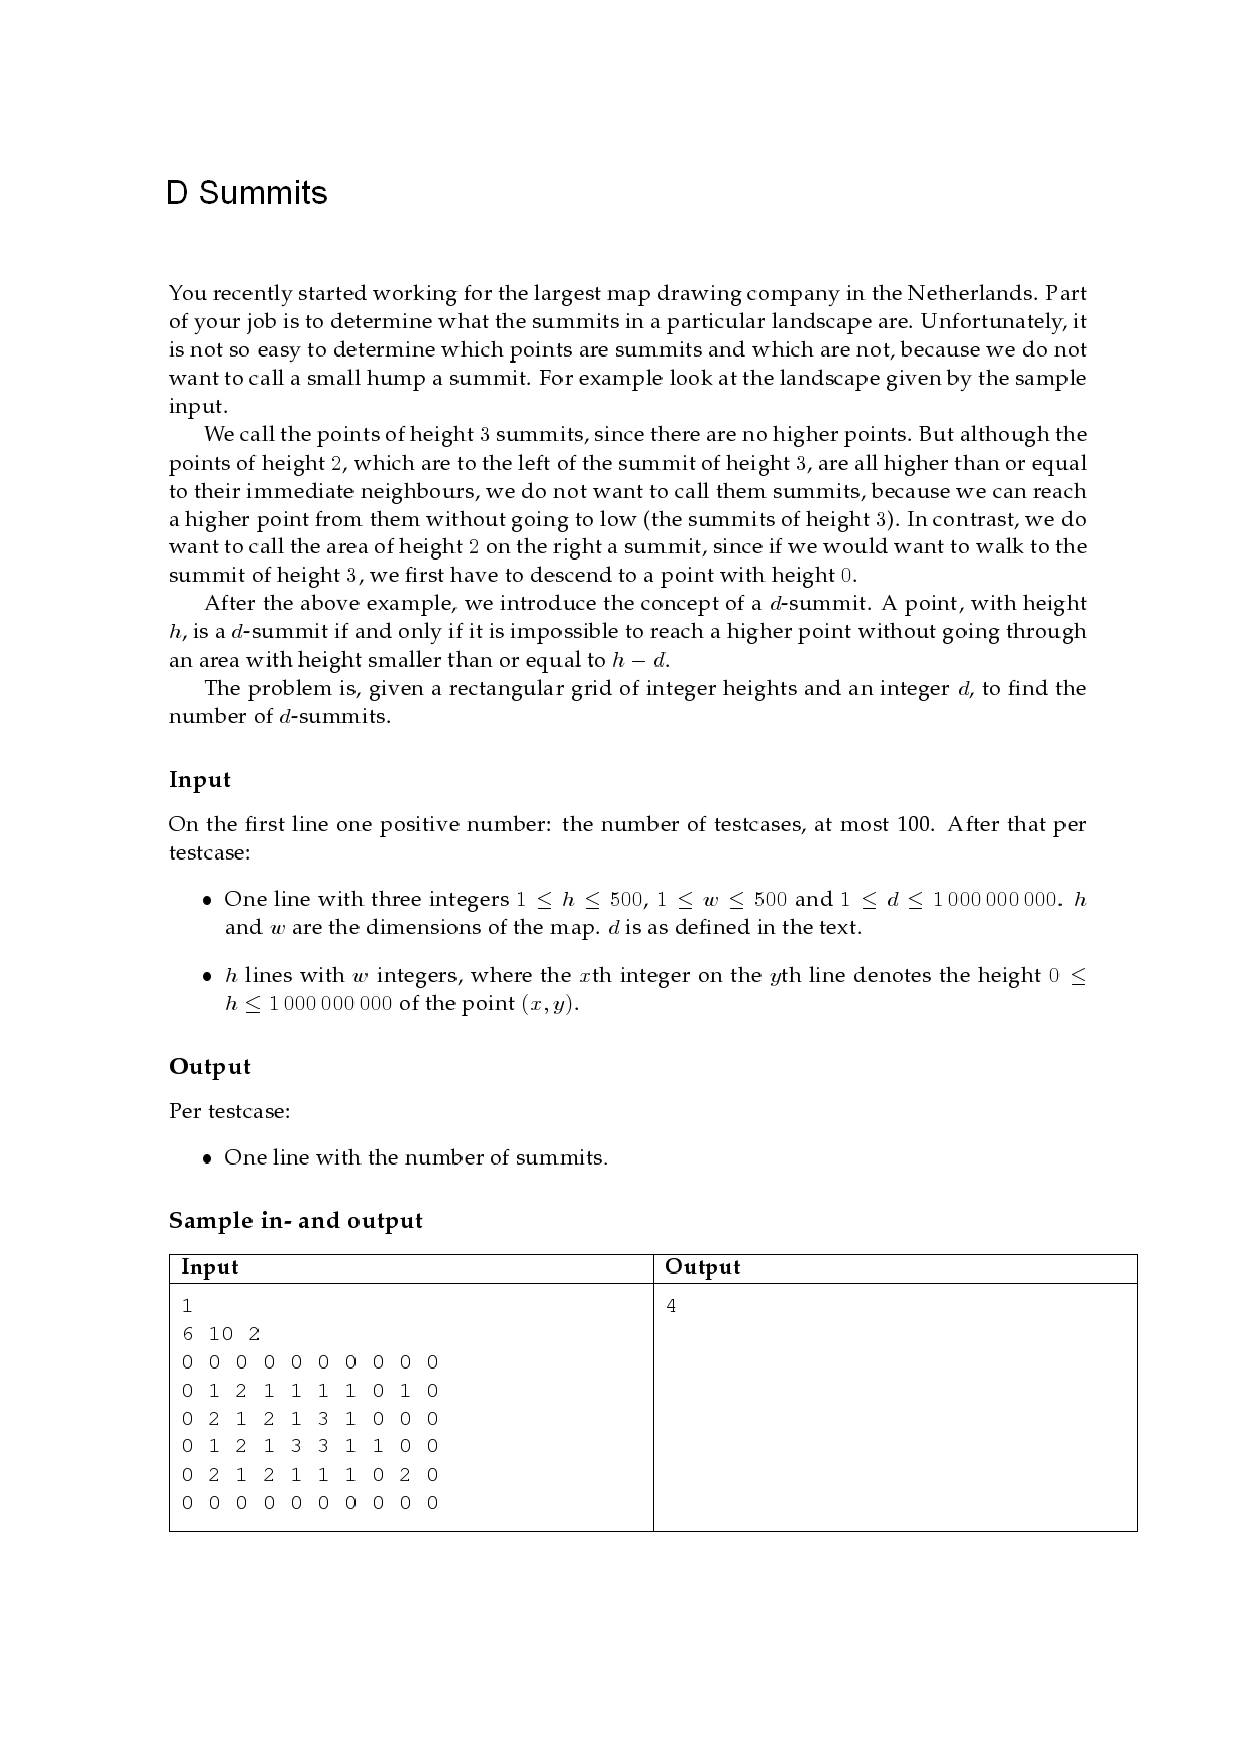 D Summits
You recently started working for the largest map drawing company in the Netherlands. Part
of your job is to determine what the summits in a particular landscape are. Unfortunately, it
is not so easy to determine which points are summits and which are not, because we do not
want to call a small hump a summit. For example look at the landscape given by the sample
input.
We call the points of height 3 summits, since there are no higher points. But although the
points of height 2, which are to the left of the summit of height 3, are all higher than or equal
to their immediate neighbours, we do not want to call them summits, because we can reach
a higher point from them without going to low (the summits of height 3). In contrast, we do
want to call the area of height 2 on the right a summit, since if we would want to walk to the
summit of height 3, we first have to descend to a point with height 0.
After the above example, we introduce the concept of a d-summit. A point, with height
h, is a d-summit if and only if it is impossible to reach a higher point without going through
an area with height smaller than or equal to h − d.
The problem is, given a rectangular grid of integer heights and an integer d, to find the
number of d-summits.
Input
On the first line one positive number: the number of testcases, at most 100. After that per
testcase:
• One line with three integers 1 ≤ h ≤ 500, 1 ≤ w ≤ 500 and 1 ≤ d ≤ 1 000 000 000. h
and w are the dimensions of the map. d is as defined in the text.
• h lines with w integers, where the xth integer on the yth line denotes the height 0 ≤
h ≤ 1 000 000 000 of the point (x, y).
Output
Per testcase:
• One line with the number of summits.
Sample in- and output
Input Output
1 4
6 10 2
0 0 0 0 0 0 0 0 0 0
0 1 2 1 1 1 1 0 1 0
0 2 1 2 1 3 1 0 0 0
0 1 2 1 3 3 1 1 0 0
0 2 1 2 1 1 1 0 2 0
0 0 0 0 0 0 0 0 0 0